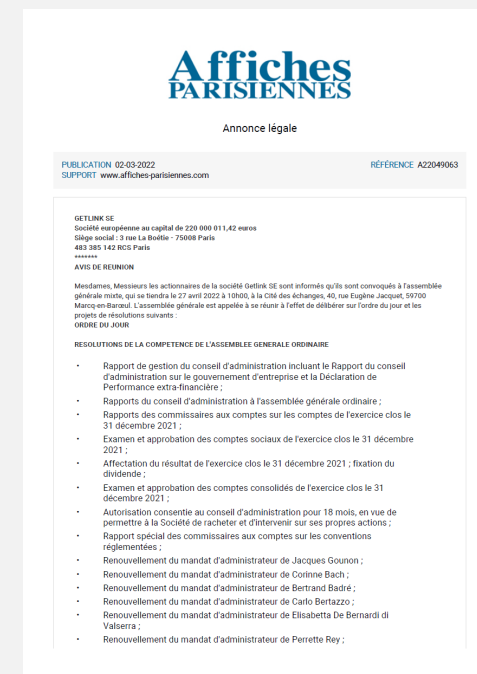 Affiches
PARISIENNES
Annonce légale
PUBLICATION 02-03-2022
RÉFÉRENCE A22049063
SUPPORT www.affiches-parisiennes.com
GETLINK SE
Société européenne au capital de 220 000 011,42 euros
Siège social : 3 rue La Boétie - 75008 Paris
483 385 142 RCS Paris
*******
AVIS DE REUNION
Mesdames, Messieurs les actionnaires de la société Getlink SE sont informés qu'ils sont convoqués à l'assemblée
générale mixte, qui se tiendra le 27 avril 2022 à 10h00, à la Cité des échanges, 40, rue Eugène Jacquet, 59700
Marcq-en-Barœul. L'assemblée générale est appelée à se réunir à l'effet de délibérer sur l'ordre du jour et les
projets de résolutions suivants :
ORDRE DU JOUR
RESOLUTIONS DE LA COMPETENCE DE L'ASSEMBLEE GENERALE ORDINAIRE
- Rapport de gestion du conseil d'administration incluant le Rapport du conseil
d'administration sur le gouvernement d'entreprise et la Déclaration de
Performance extra-financière ;
- Rapports du conseil d'administration à l'assemblée générale ordinaire ;
- Rapports des commissaires aux comptes sur les comptes de l'exercice clos le
31 décembre 2021 ;
- Examen et approbation des comptes sociaux de l'exercice clos le 31 décembre
2021 ;
- Affectation du résultat de l'exercice clos le 31 décembre 2021 ; fixation du
dividende ;
- Examen et approbation des comptes consolidés de l'exercice clos le 31
décembre 2021 ;
- Autorisation consentie au conseil d'administration pour 18 mois, en vue de
permettre à la Société de racheter et d'intervenir sur ses propres actions ;
- Rapport spécial des commissaires aux comptes sur les conventions
réglementées ;
- Renouvellement du mandat d'administrateur de Jacques Gounon ;
- Renouvellement du mandat d'administrateur de Corinne Bach ;
- Renouvellement du mandat d'administrateur de Bertrand Badré ;
- Renouvellement du mandat d'administrateur de Carlo Bertazzo ;
- Renouvellement du mandat d'administrateur de Elisabetta De Bernardi di
Valserra ;
- Renouvellement du mandat d'administrateur de Perrette Rey ;